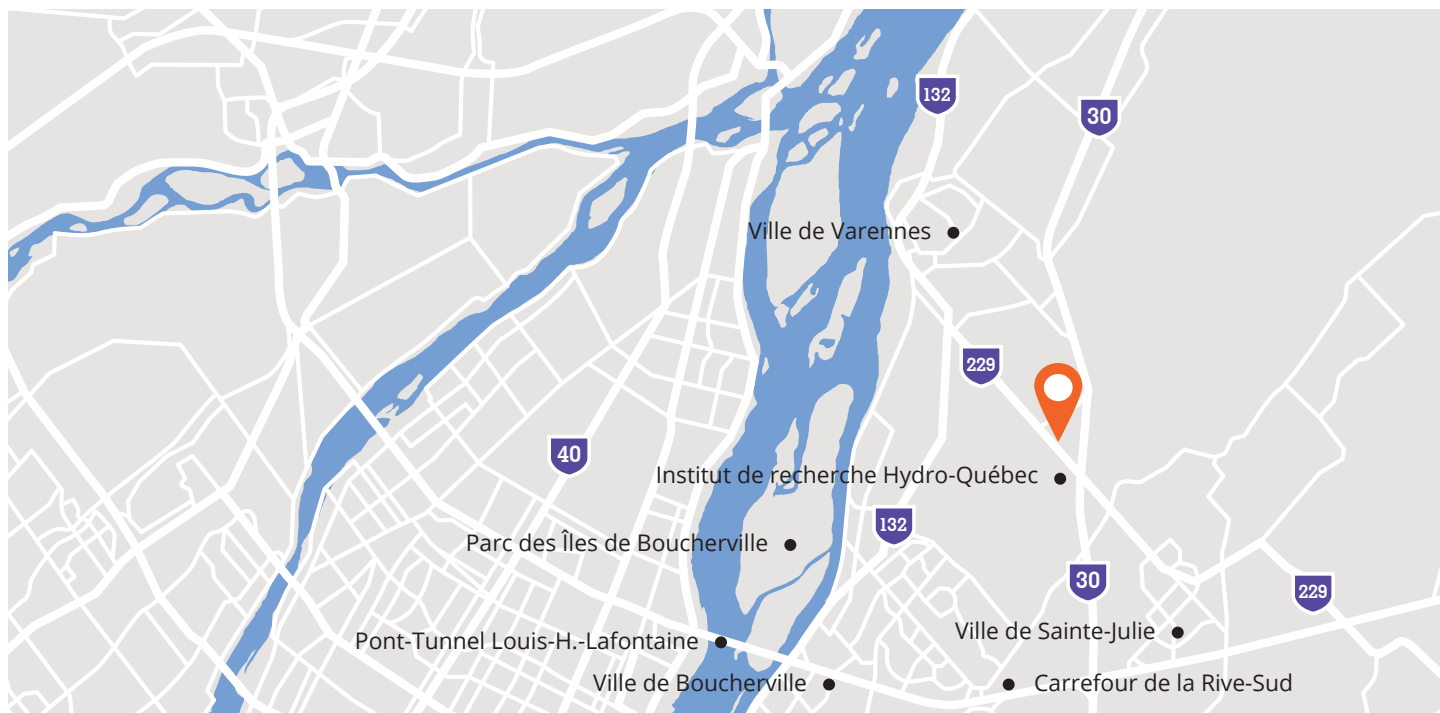 132
30
Ville de Varennes
229
40
Institut de recherche Hydro-Québec
132
Parc des Îles de Boucherville
30
229
Ville de Sainte-Julie
Pont-Tunnel Louis-H.-Lafontaine
Ville de Boucherville
Carrefour de la Rive-Sud